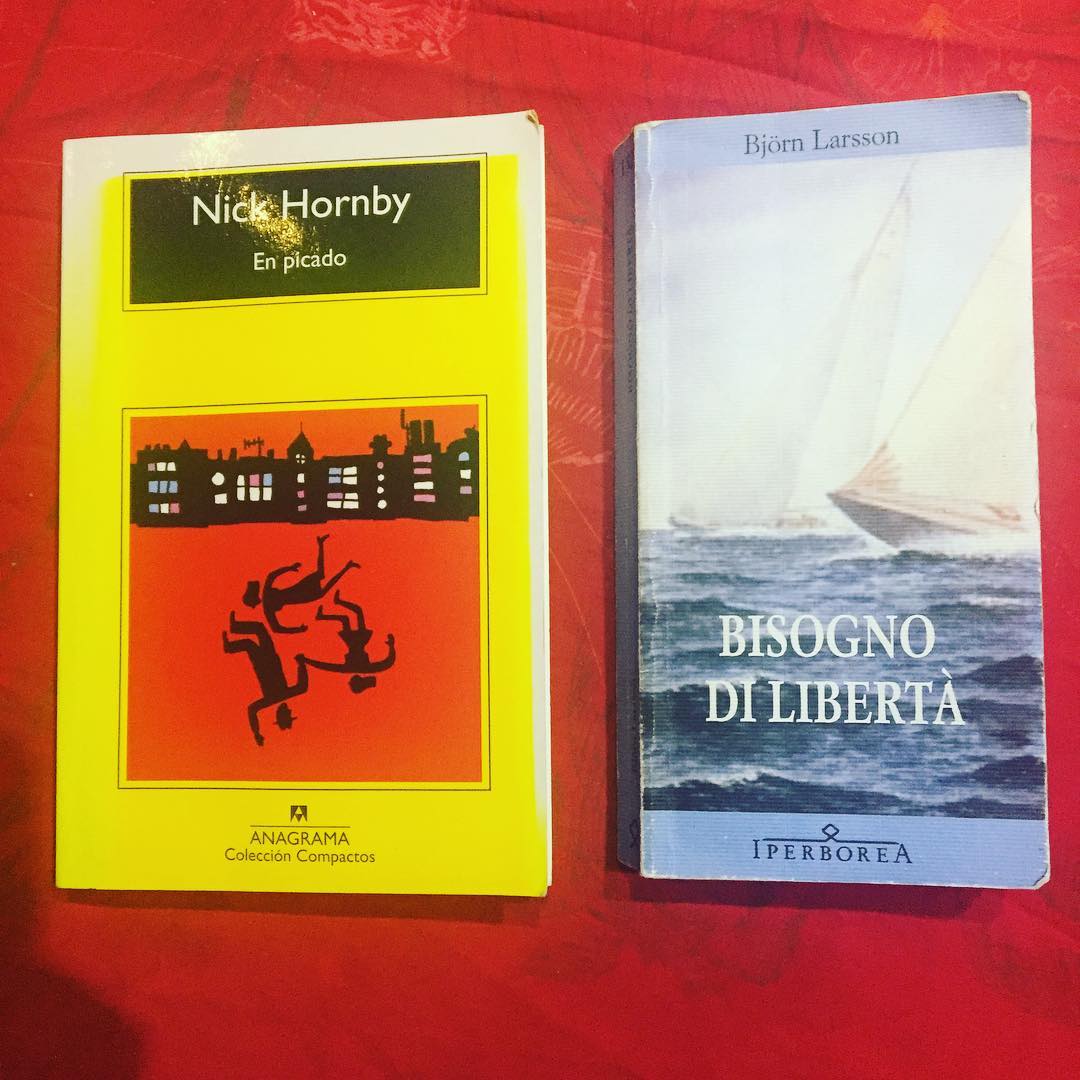 Nick Hornby
En picado
ANAGRAMA
Colección Compactos
Björn Larsson
BISOGNO
DI LIBERTÀ
IPERBOREA